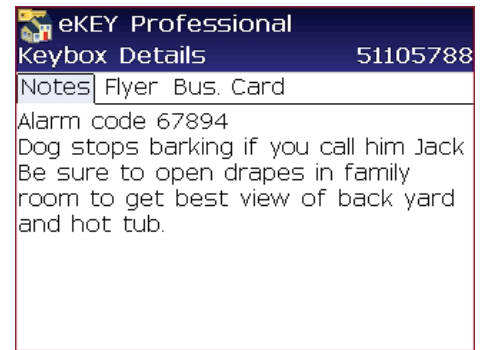 eKEY Professional
Keybox Details 51105788
Notes Flyer Bus. Card
Alarm code 67894
Dog stops barking if you call him Jack
Be sure to open drapes in family
room to get best view of back yard
and hot tub.